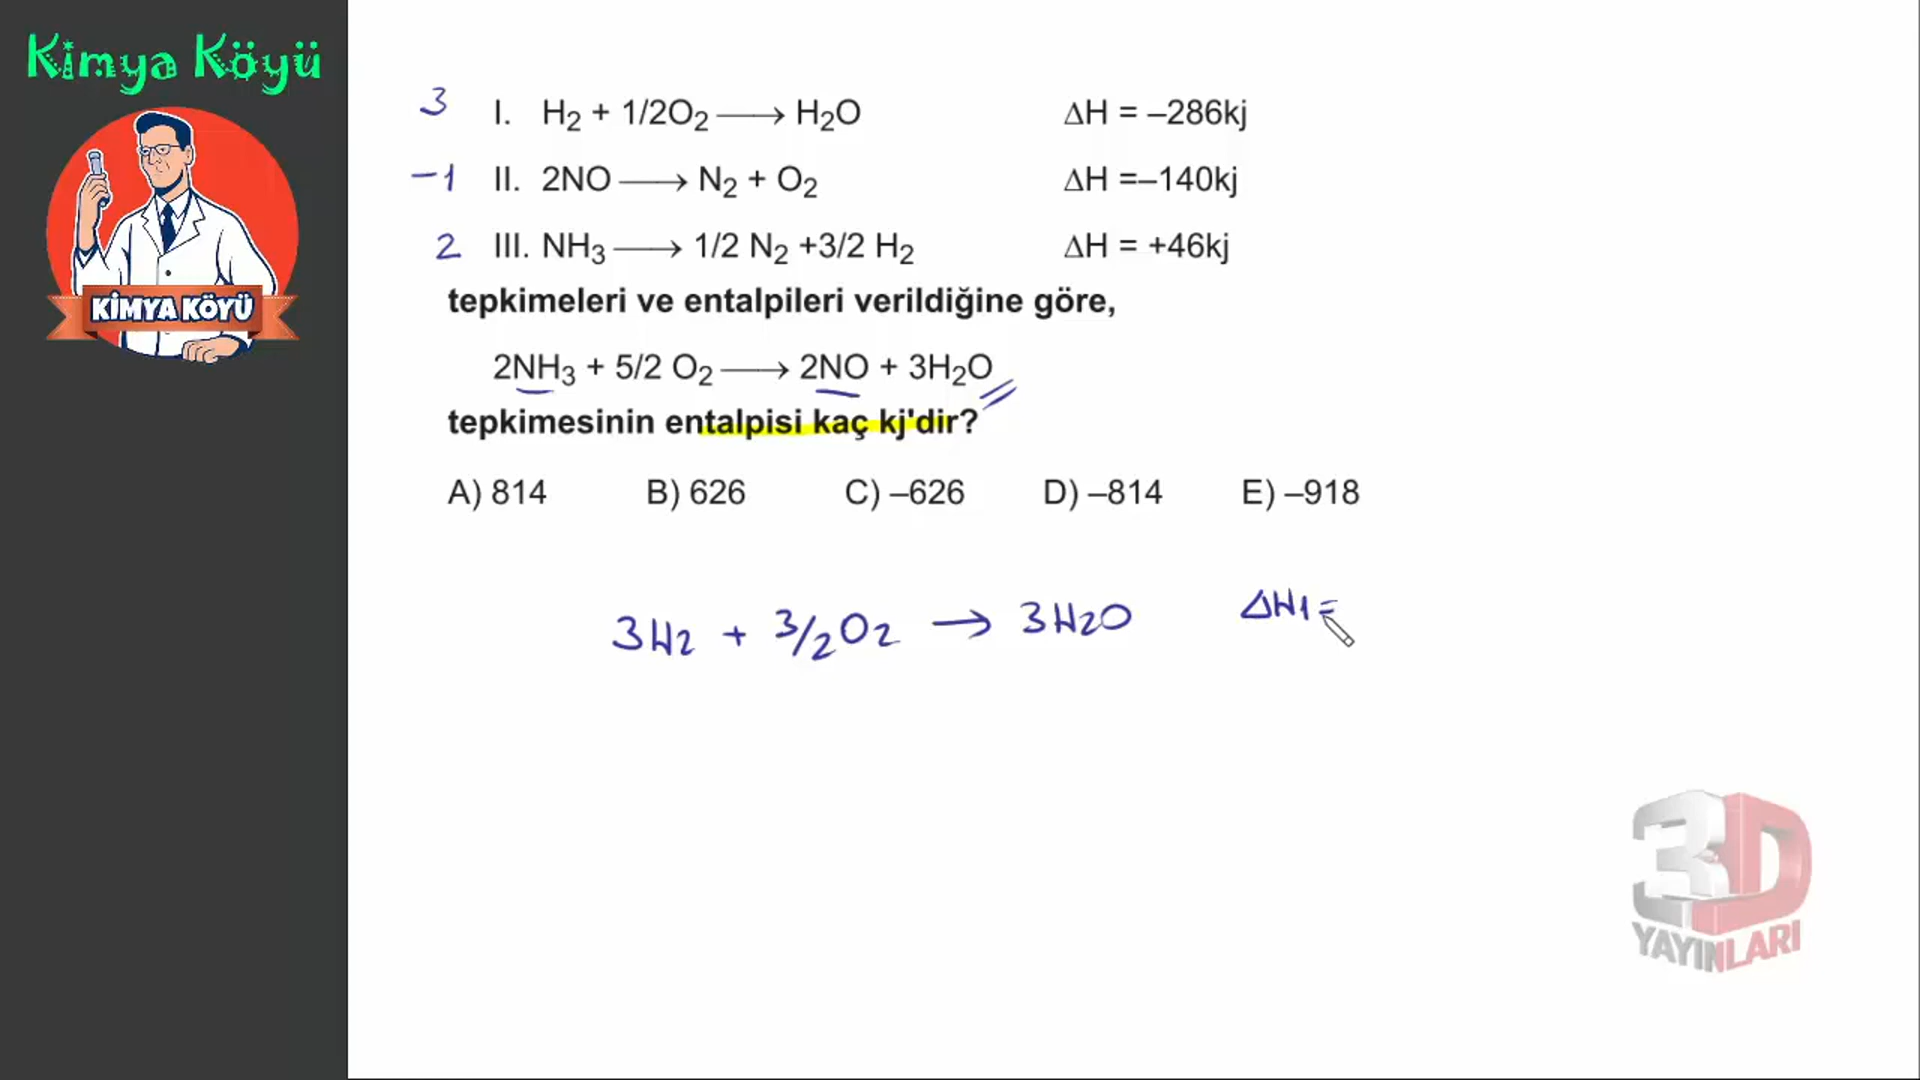 Kimya Köyü
KİMYA KÖYÜ
3 I. H₂ + 1/2O₂ ⟶ H₂O ΔH = –286kj
–1 II. 2NO ⟶ N₂ + O₂ ΔH =–140kj
2 III. NH₃ ⟶ 1/2 N₂ +3/2 H₂ ΔH = +46kj
tepkimeleri ve entalpileri verildiğine göre,
2NH₃ + 5/2 O₂ ⟶ 2NO + 3H₂O
tepkimesinin entalpisi kaç kj'dir?
A) 814 B) 626 C) –626 D) –814 E) –918
3H₂ + 3/2O₂ → 3H₂O ΔH₁=
3D
YAYINLARI